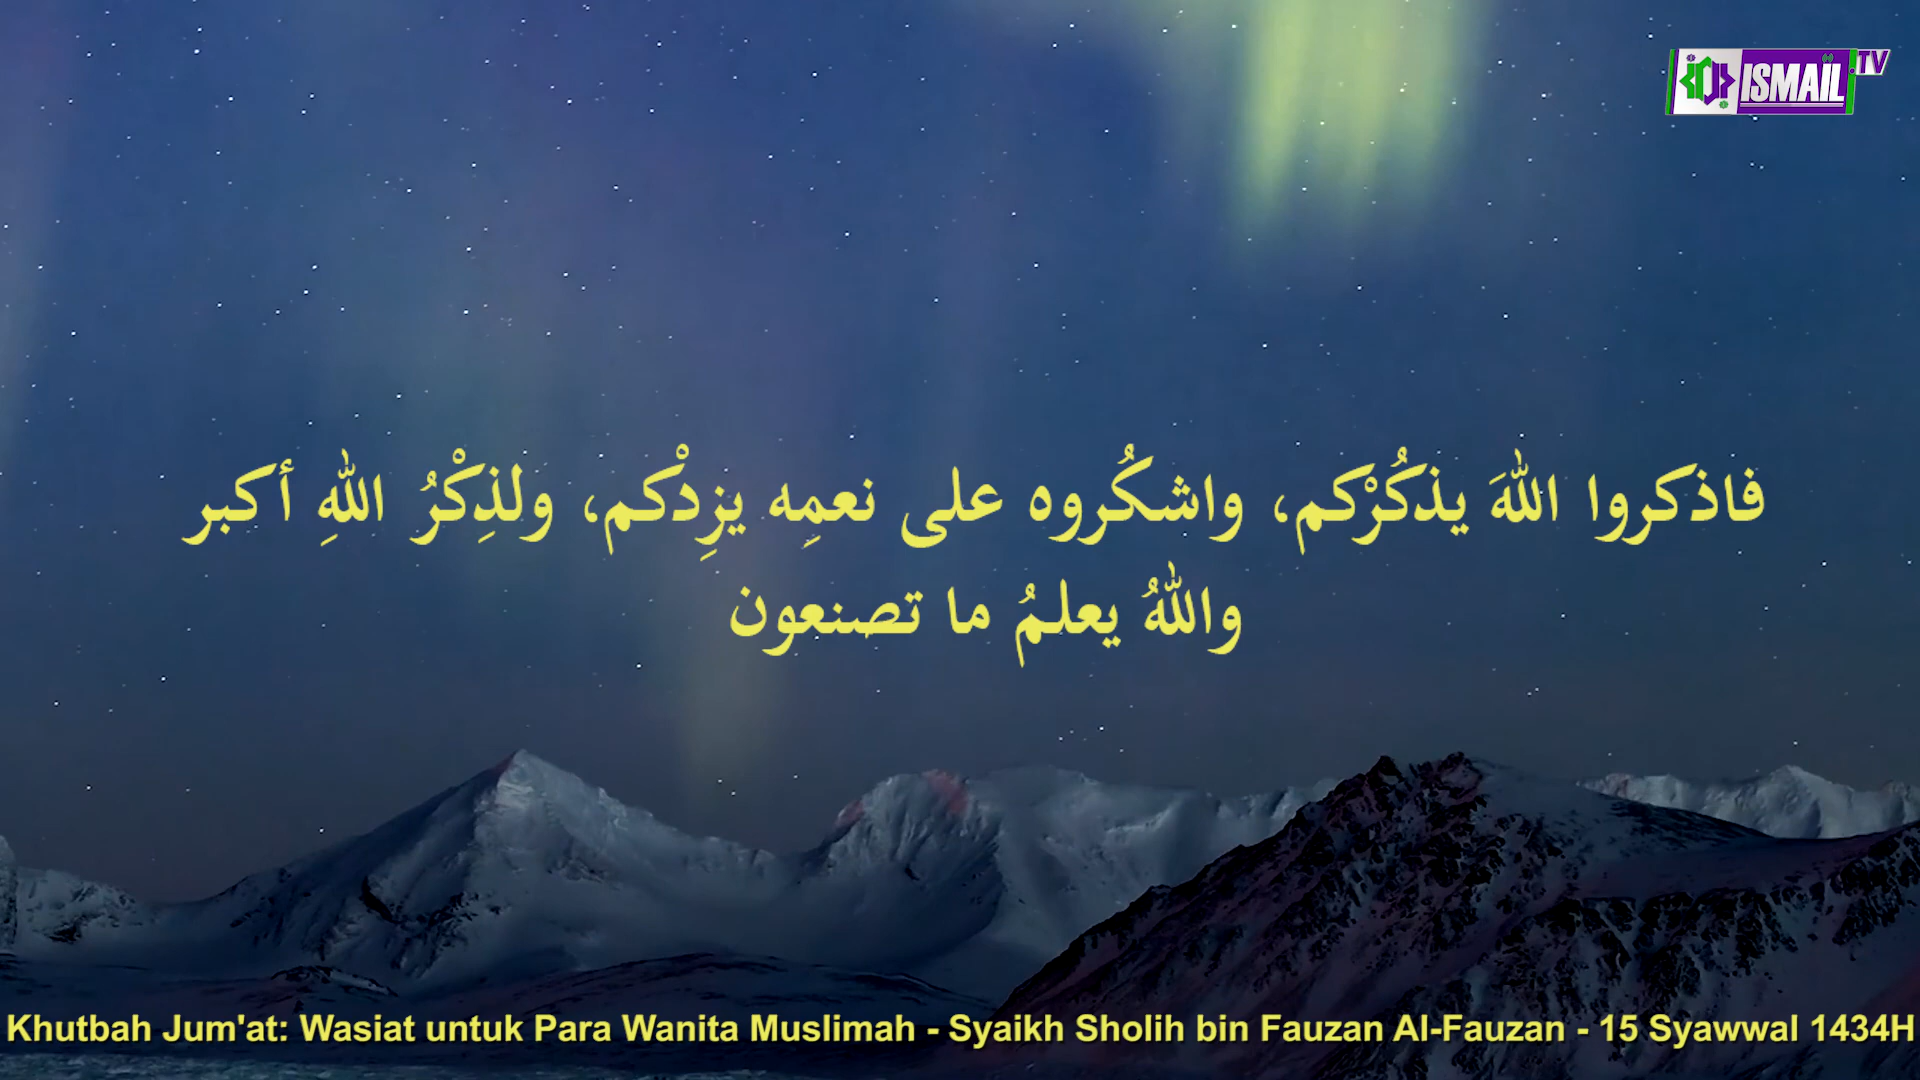 ISMAIL.TV
فاذكروا اللهَ يذكُرْكم، واشكُروه على نعمِه يزِدْكم، ولذِكْرُ اللهِ أكبر
واللهُ يعلمُ ما تصنعون
Khutbah Jum'at: Wasiat untuk Para Wanita Muslimah - Syaikh Sholih bin Fauzan Al-Fauzan - 15 Syawwal 1434H